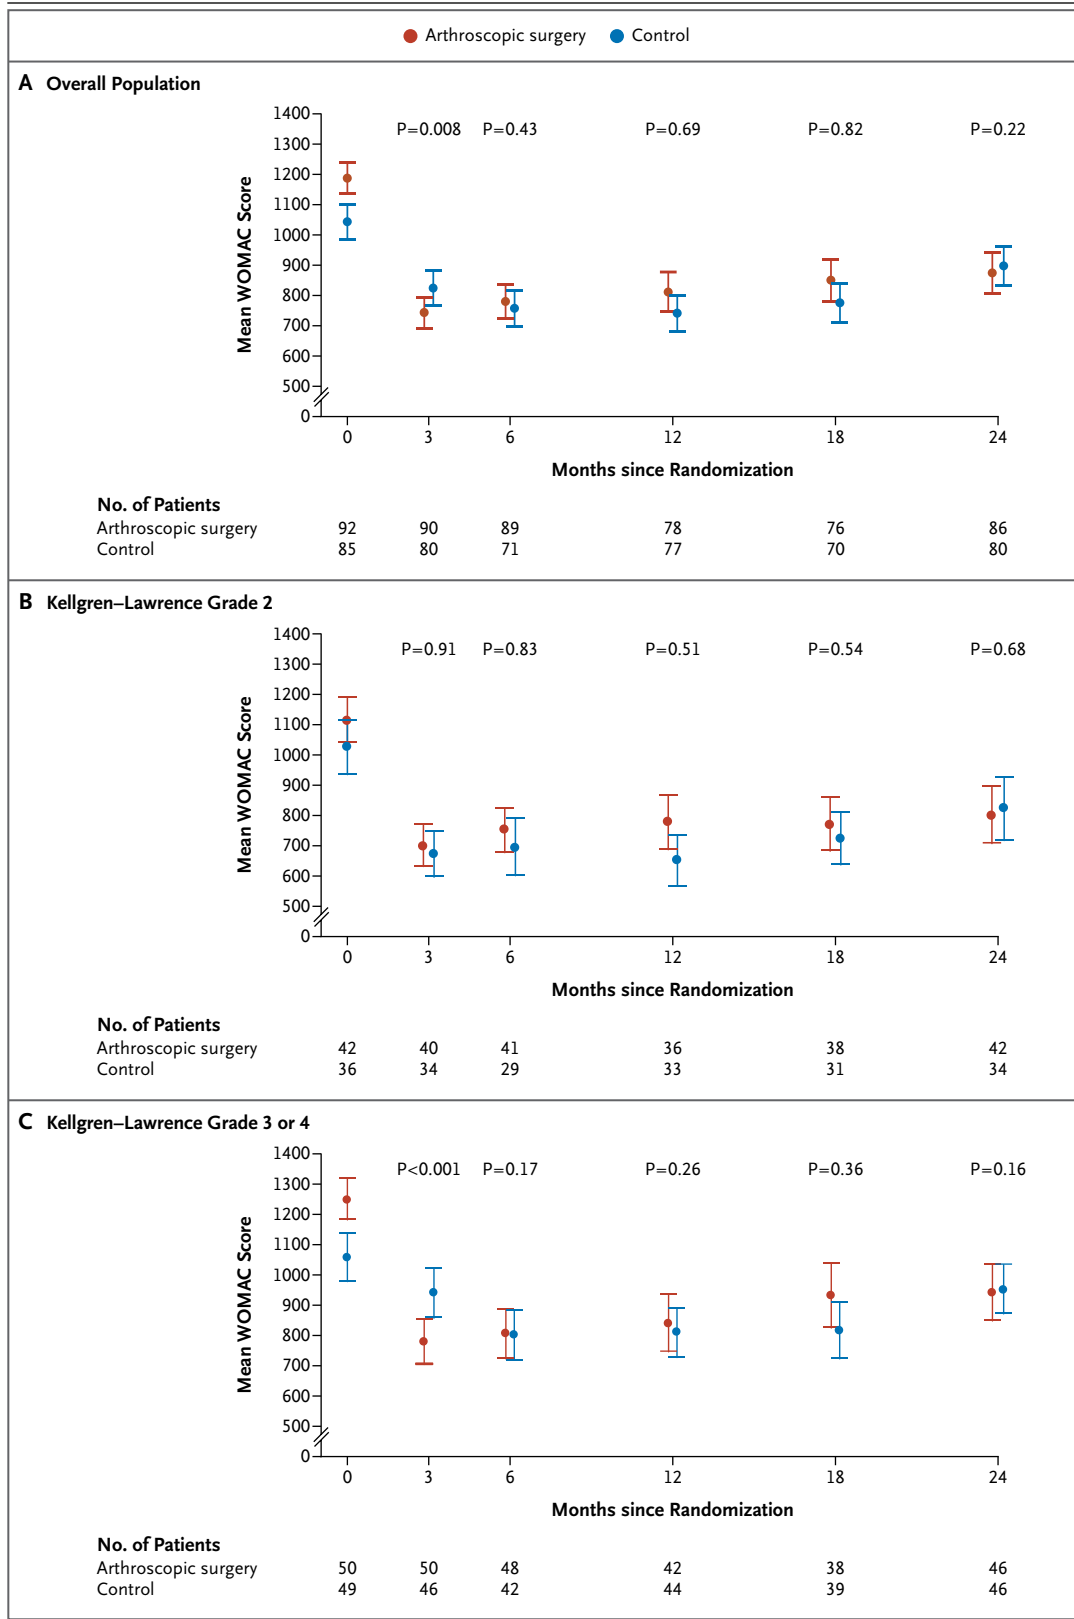 Arthroscopic surgery Control
A Overall Population
1400
1300
1200
1100
1000
900
800
700
600
500
0
Mean WOMAC Score
P=0.008 P=0.43 P=0.69 P=0.82 P=0.22
0 3 6 12 18 24
Months since Randomization
No. of Patients
Arthroscopic surgery 92 90 89 78 76 86
Control 85 80 71 77 70 80
B Kellgren–Lawrence Grade 2
1400
1300
1200
1100
1000
900
800
700
600
500
0
Mean WOMAC Score
P=0.91 P=0.83 P=0.51 P=0.54 P=0.68
0 3 6 12 18 24
Months since Randomization
No. of Patients
Arthroscopic surgery 42 40 41 36 38 42
Control 36 34 29 33 31 34
C Kellgren–Lawrence Grade 3 or 4
1400
1300
1200
1100
1000
900
800
700
600
500
0
Mean WOMAC Score
P<0.001 P=0.17 P=0.26 P=0.36 P=0.16
0 3 6 12 18 24
Months since Randomization
No. of Patients
Arthroscopic surgery 50 50 48 42 38 46
Control 49 46 42 44 39 46